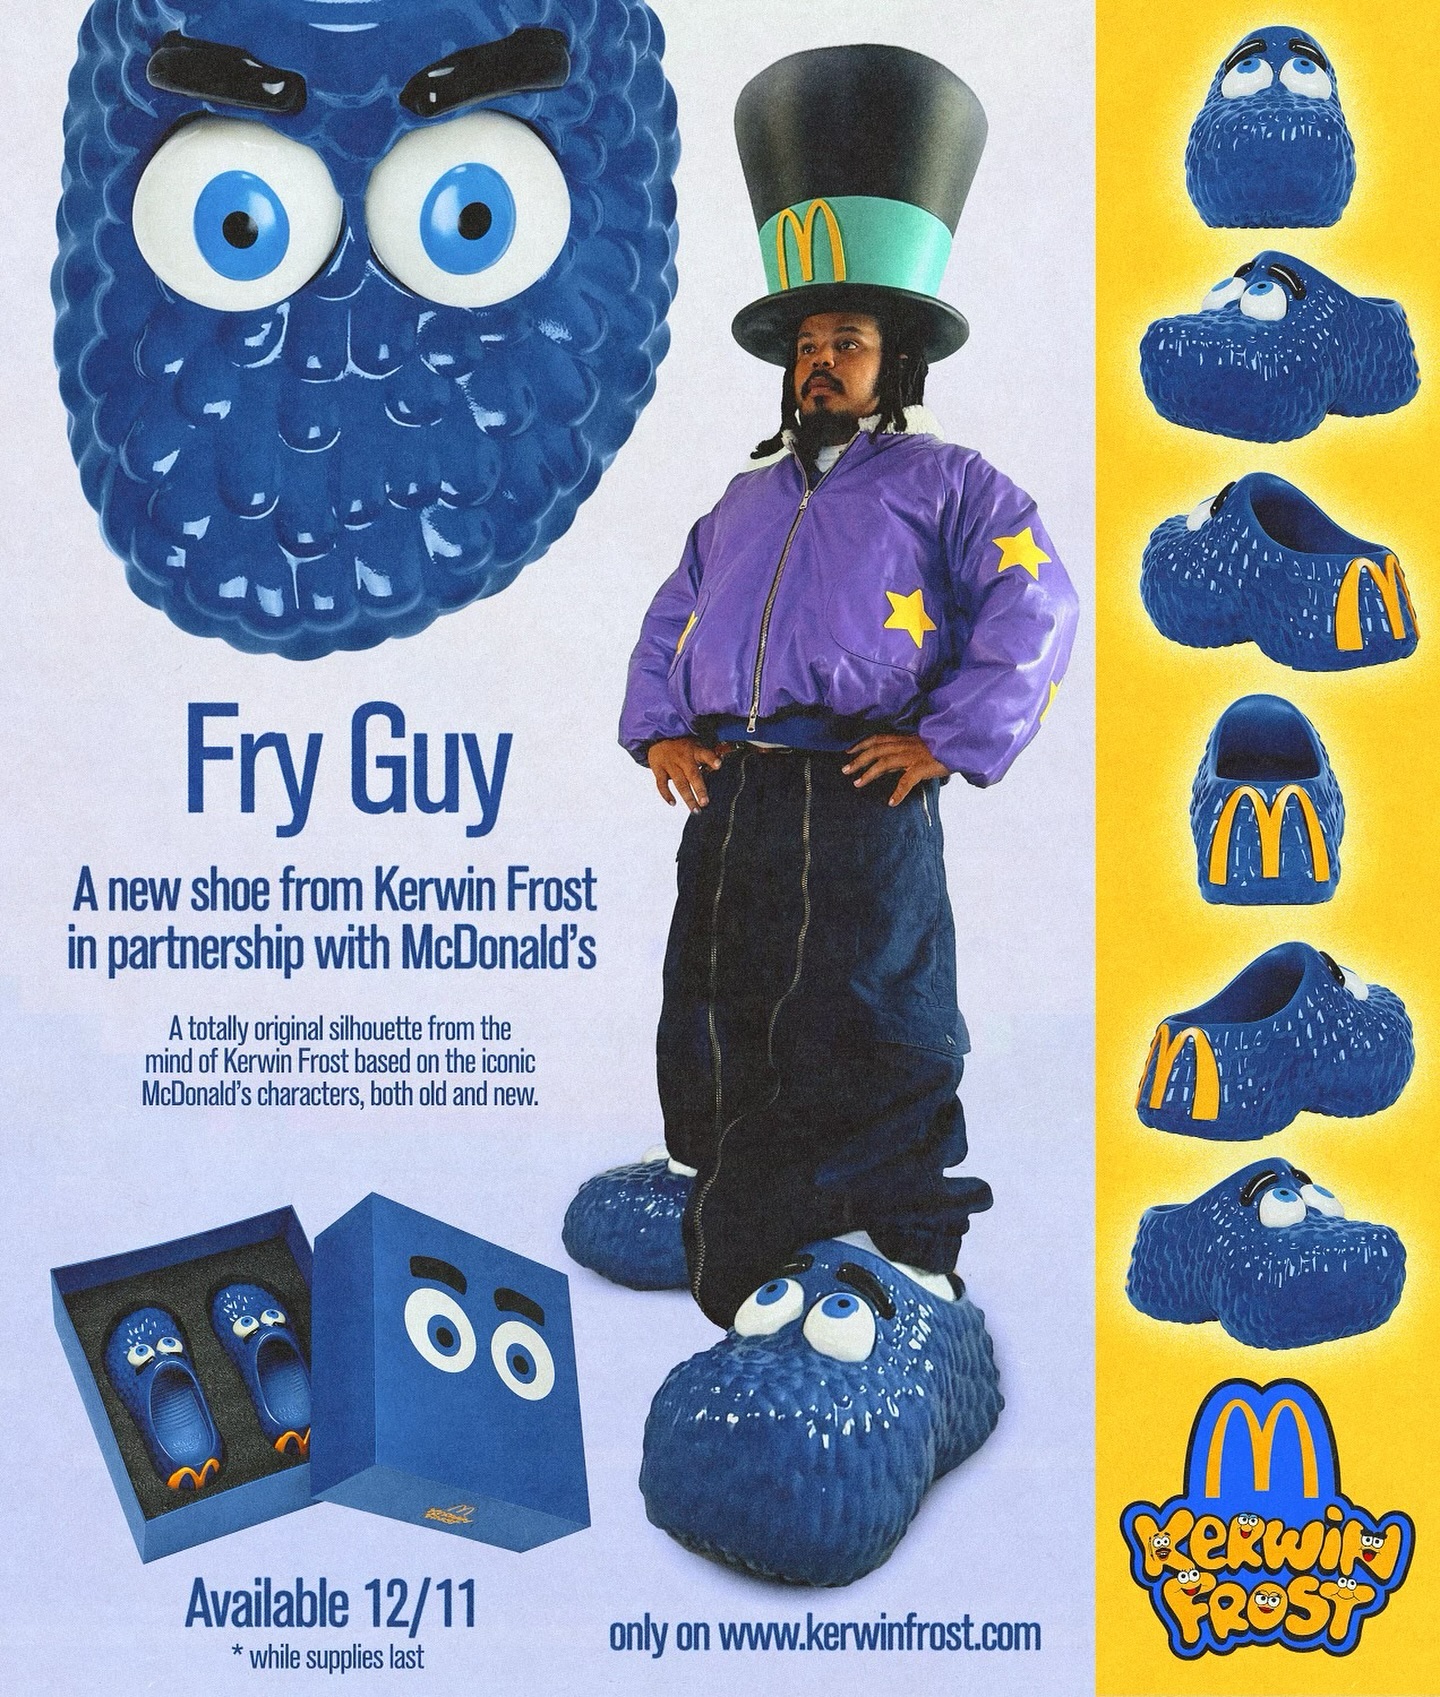 Fry Guy
A new shoe from Kerwin Frost
in partnership with McDonald's
A totally original silhouette from the
mind of Kerwin Frost based on the iconic
McDonald's characters, both old and new.
Available 12/11
* while supplies last
only on www.kerwinfrost.com
KERWIN
FROST